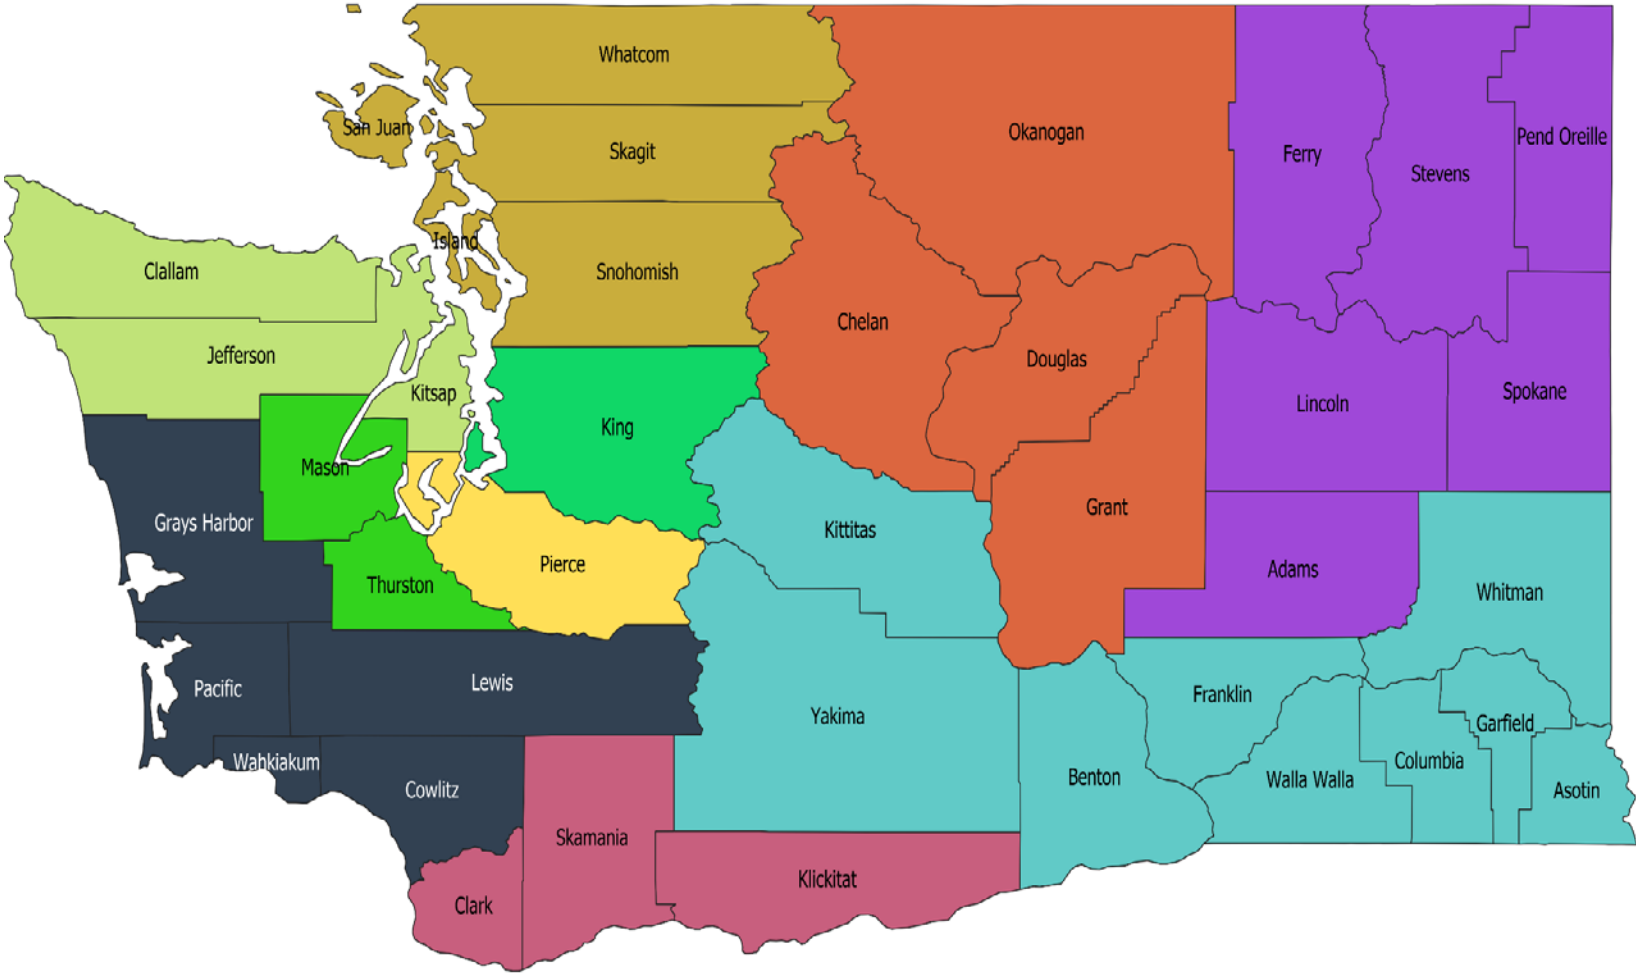 Whatcom
San Juan
Skagit
Okanogan
Ferry
Stevens
Pend Oreille
Island
Clallam
Snohomish
Chelan
Jefferson
Kitsap
Douglas
King
Lincoln
Spokane
Mason
Grays Harbor
Kittitas
Grant
Pierce
Thurston
Adams
Whitman
Pacific
Lewis
Yakima
Franklin
Garfield
Wahkiakum
Cowlitz
Benton
Walla Walla
Columbia
Asotin
Skamania
Klickitat
Clark